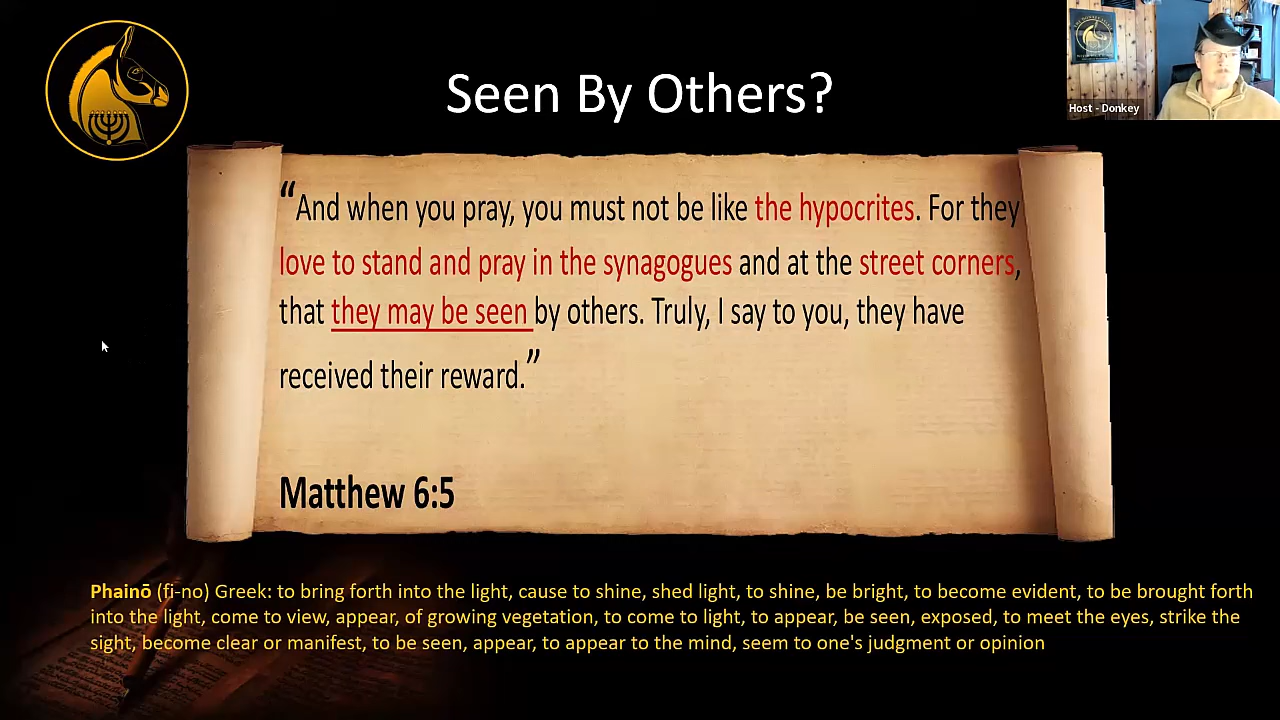 Seen By Others?
Host - Donkey
“And when you pray, you must not be like the hypocrites. For they
love to stand and pray in the synagogues and at the street corners,
that they may be seen by others. Truly, I say to you, they have
received their reward.”
Matthew 6:5
Phainō (fi-no) Greek: to bring forth into the light, cause to shine, shed light, to shine, be bright, to become evident, to be brought forth
into the light, come to view, appear, of growing vegetation, to come to light, to appear, be seen, exposed, to meet the eyes, strike the
sight, become clear or manifest, to be seen, appear, to appear to the mind, seem to one's judgment or opinion